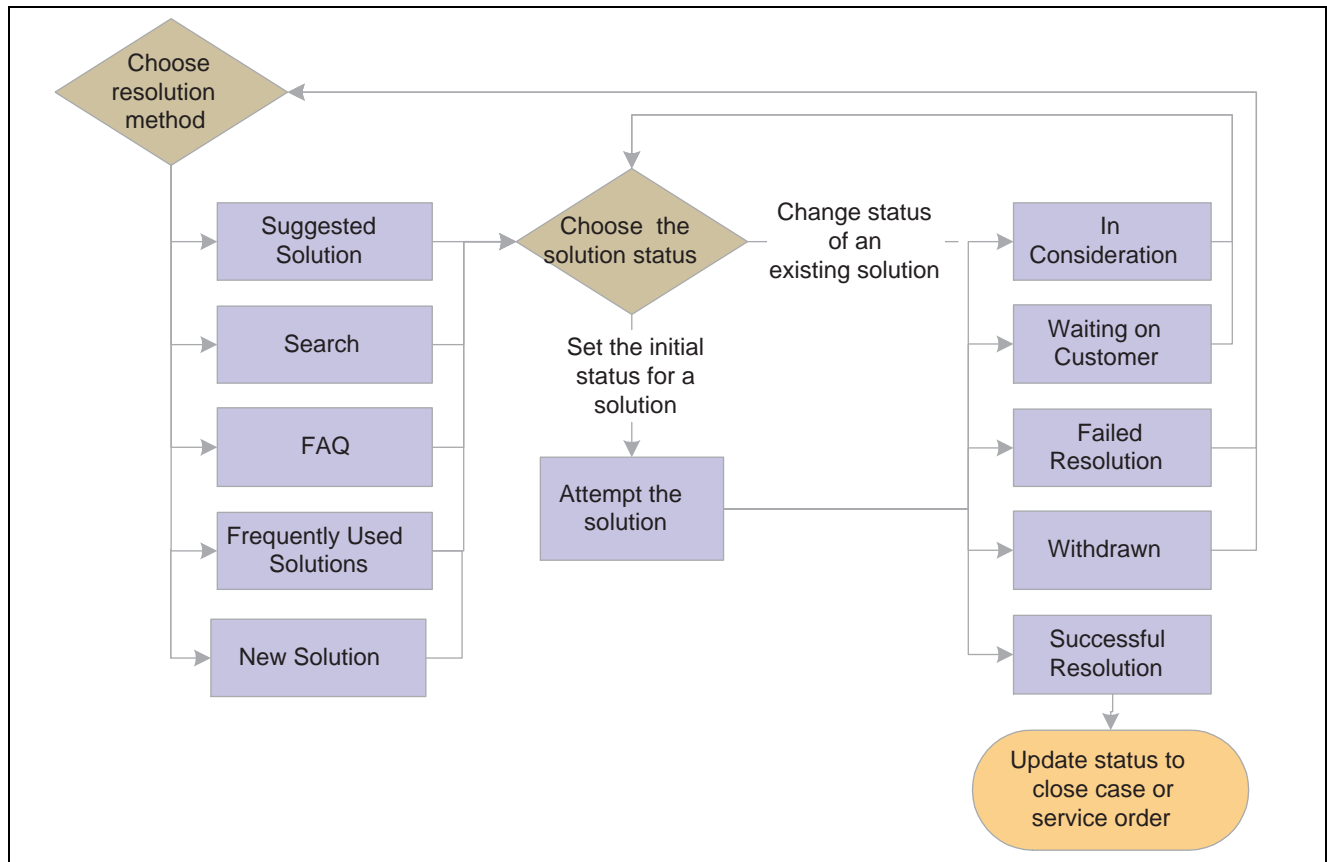 Choose
resolution
method
Suggested
Solution
Search
FAQ
Frequently Used
Solutions
New Solution
Choose the
solution status
Change status
of an
existing solution
Set the initial
status for a
solution
Attempt the
solution
In
Consideration
Waiting on
Customer
Failed
Resolution
Withdrawn
Successful
Resolution
Update status to
close case or
service order